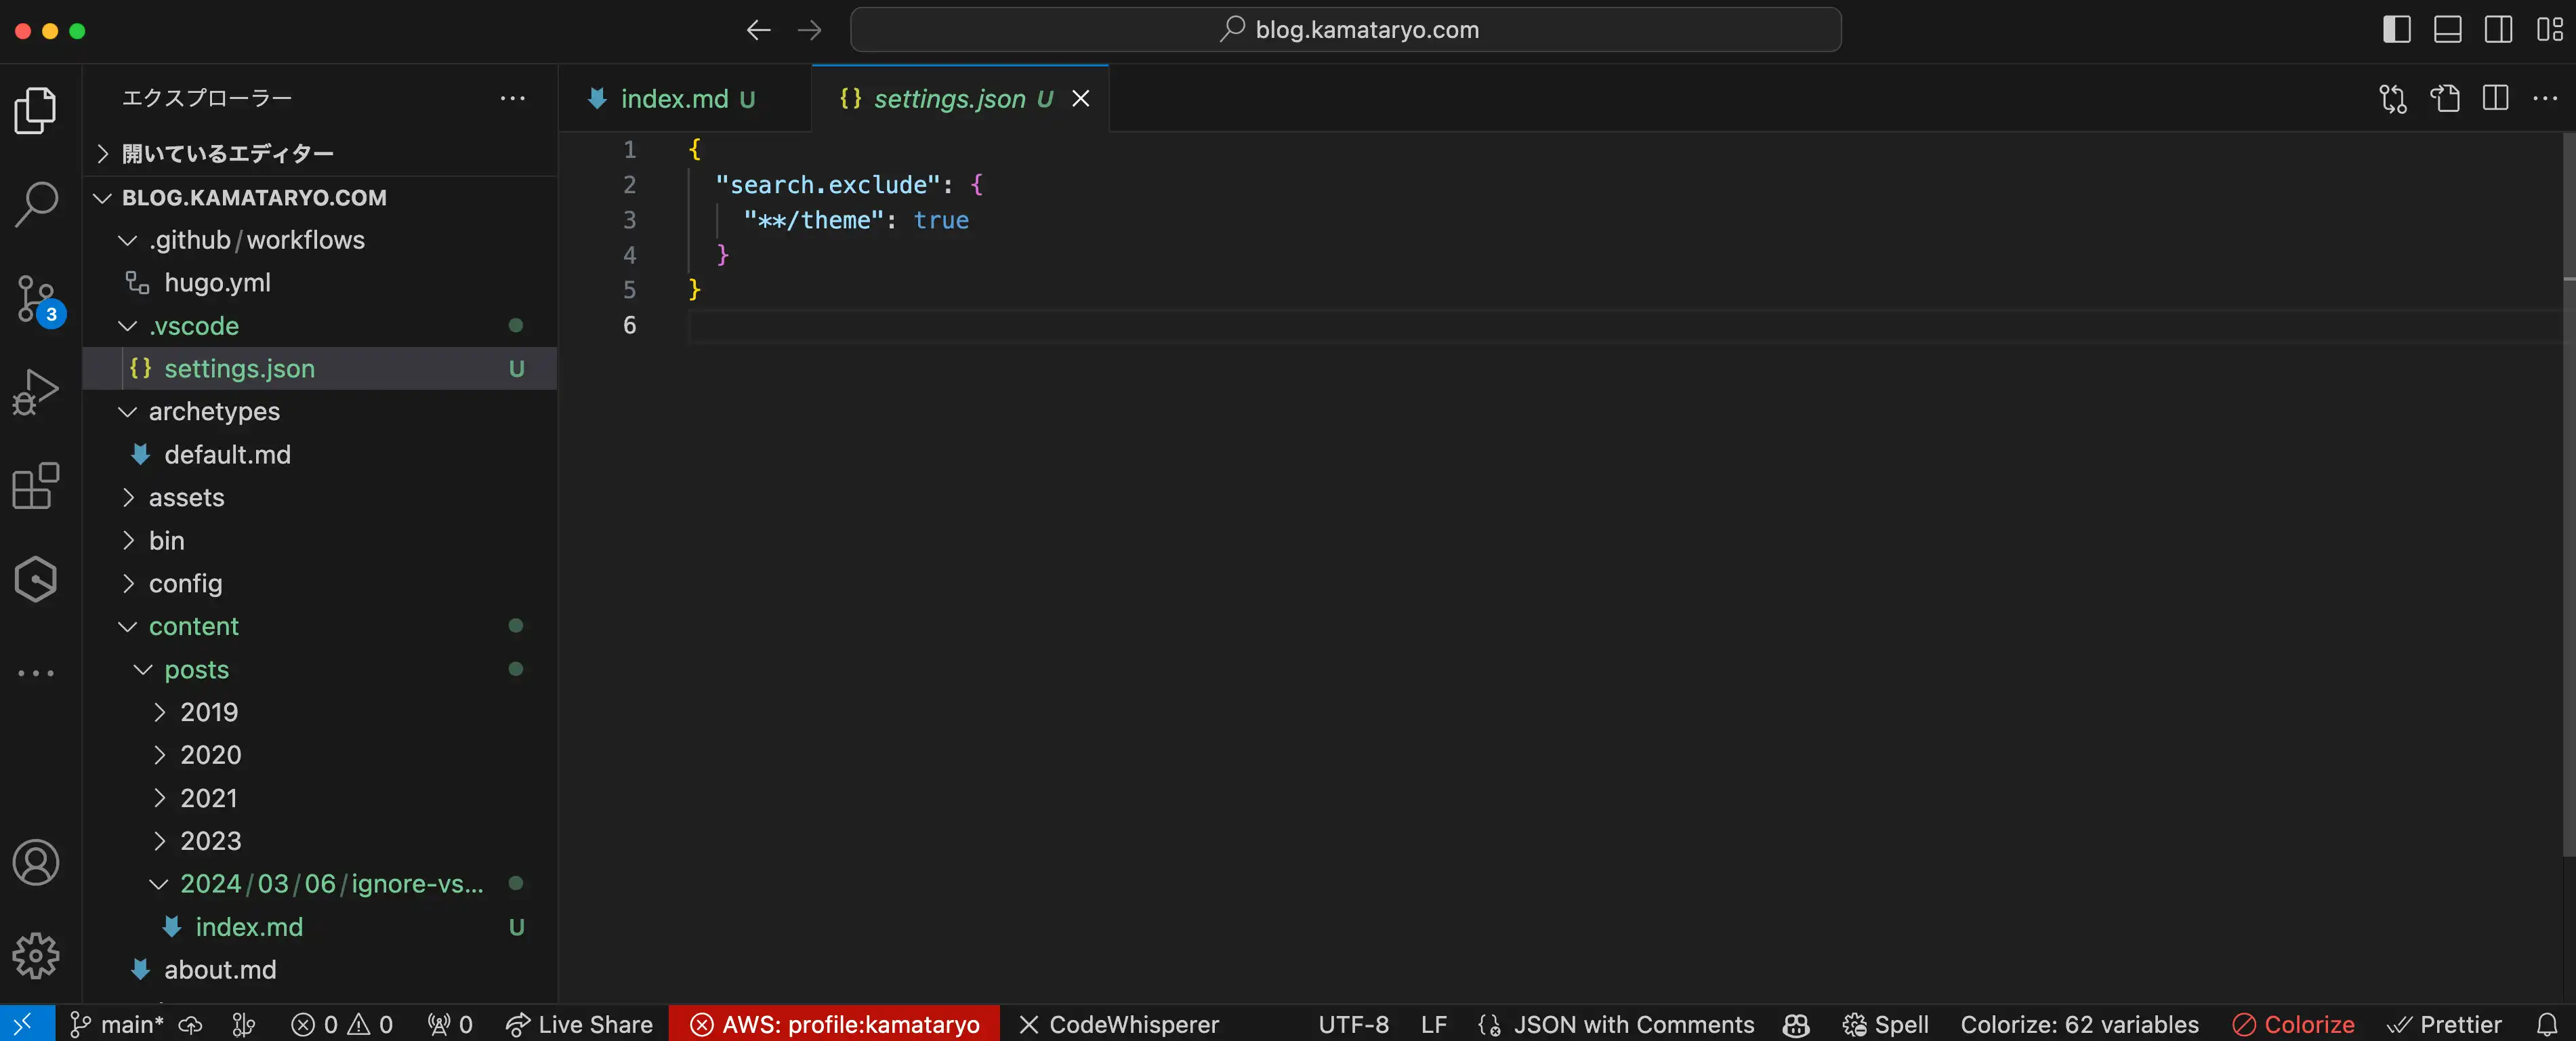 blog.kamataryo.com
エクスプローラー
開いているエディター
BLOG.KAMATARYO.COM
.github/workflows
hugo.yml
.vscode
settings.json U
archetypes
default.md
assets
bin
config
content
posts
2019
2020
2021
2023
2024/03/06/ignore-vs...
index.md U
about.md
index.md U
{} settings.json U
1 {
2 "search.exclude": {
3 "**/theme": true
4 }
5 }
6
3
main* 0 0 0 Live Share AWS: profile:kamataryo CodeWhisperer UTF-8 LF JSON with Comments Spell Colorize: 62 variables Colorize Prettier